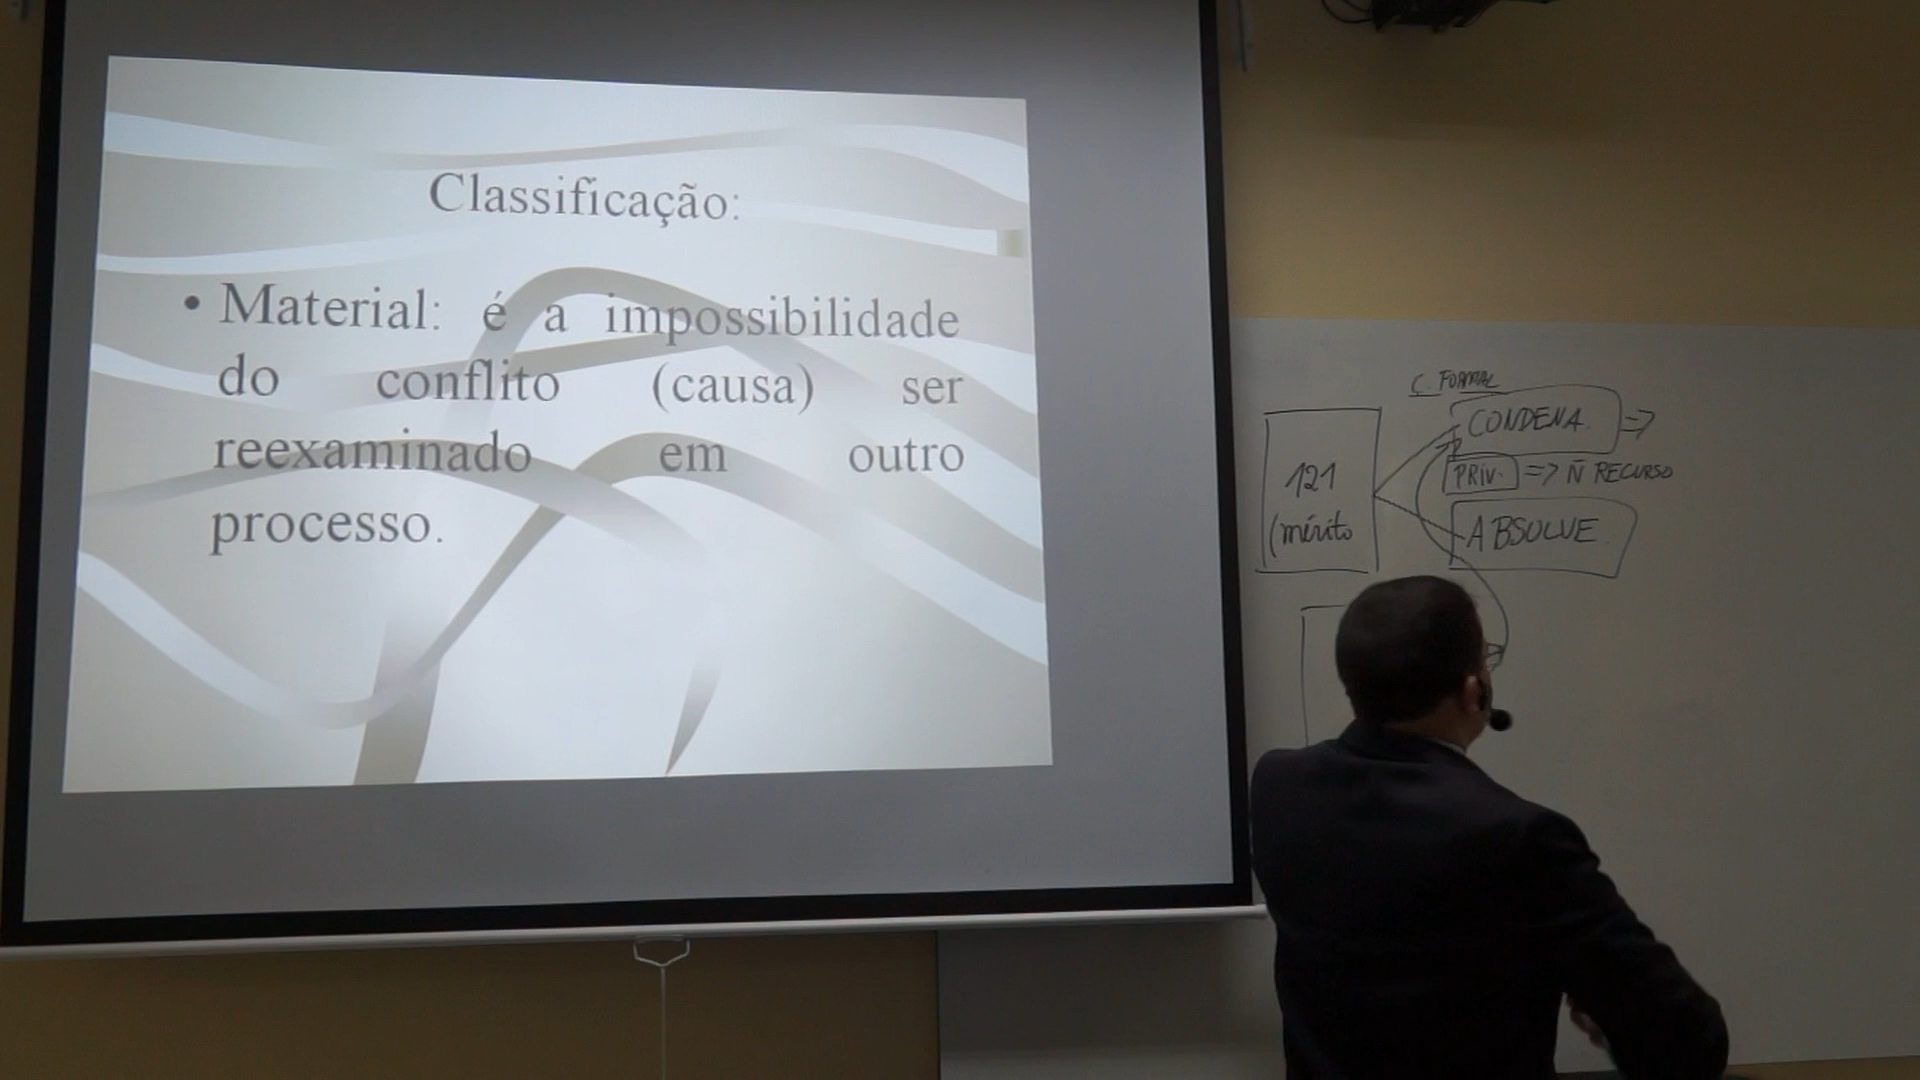 Classificação:
• Material: é a impossibilidade
do conflito (causa) ser
reexaminado em outro
processo.
C. FORMAL
CONDENA. =>
121
(mérito
PRIV. => Ñ RECURSO
ABSOLVE.